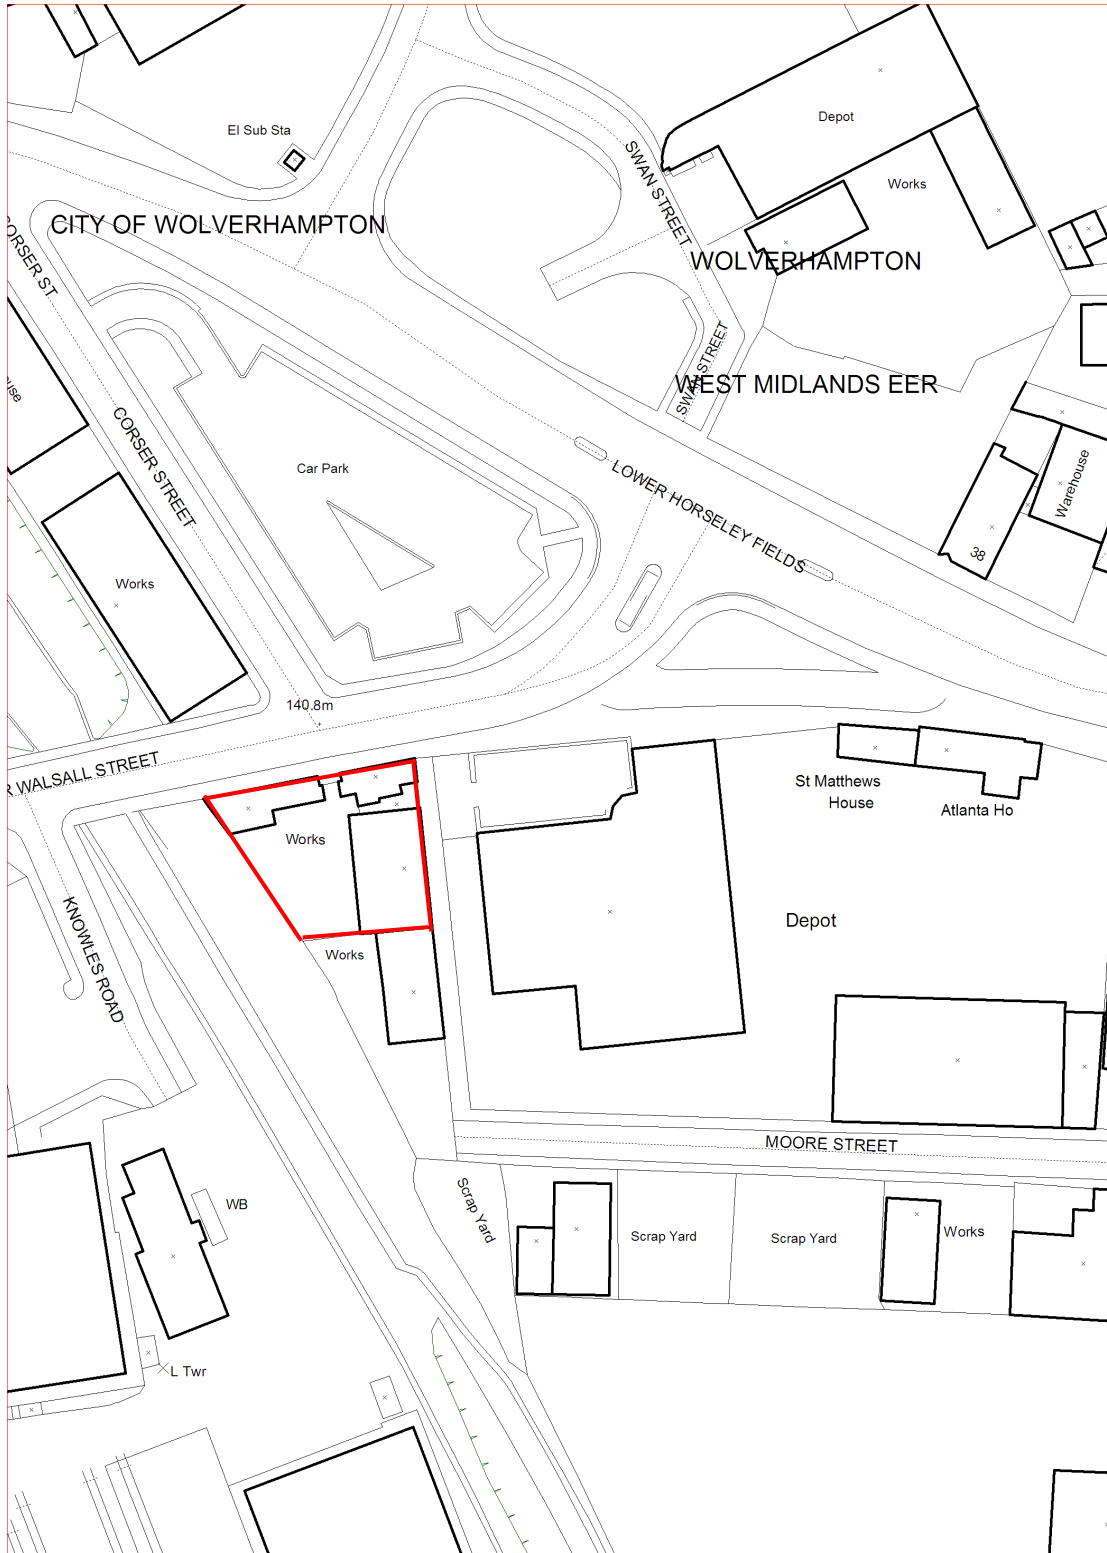 El Sub Sta
Depot
Works
SWAN STREET
CITY OF WOLVERHAMPTON
CORSER ST
WOLVERHAMPTON
SWAN STREET
WEST MIDLANDS EER
CORSER STREET
Car Park
LOWER HORSELEY FIELDS
Warehouse
38
Works
140.8m
WALSALL STREET
St Matthews
House
Atlanta Ho
Works
Works
Depot
KNOWLES ROAD
MOORE STREET
WB
Scrap Yard
Scrap Yard
Scrap Yard
Works
L Twr